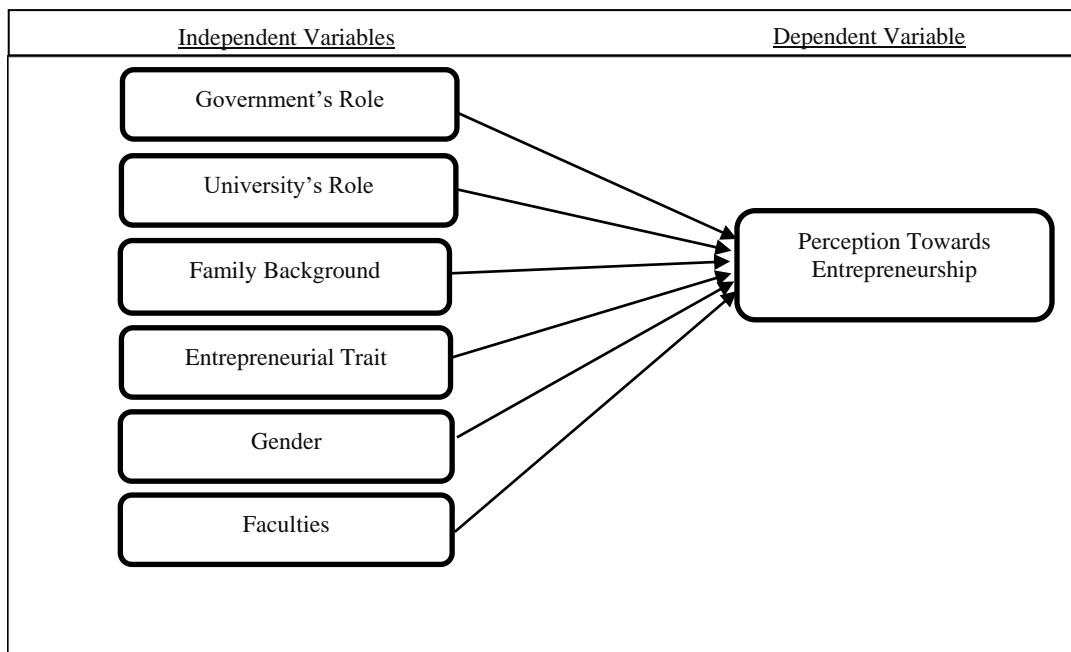 Independent Variables Dependent Variable
Government’s Role
University’s Role
Family Background
Entrepreneurial Trait
Gender
Faculties
Perception Towards
Entrepreneurship